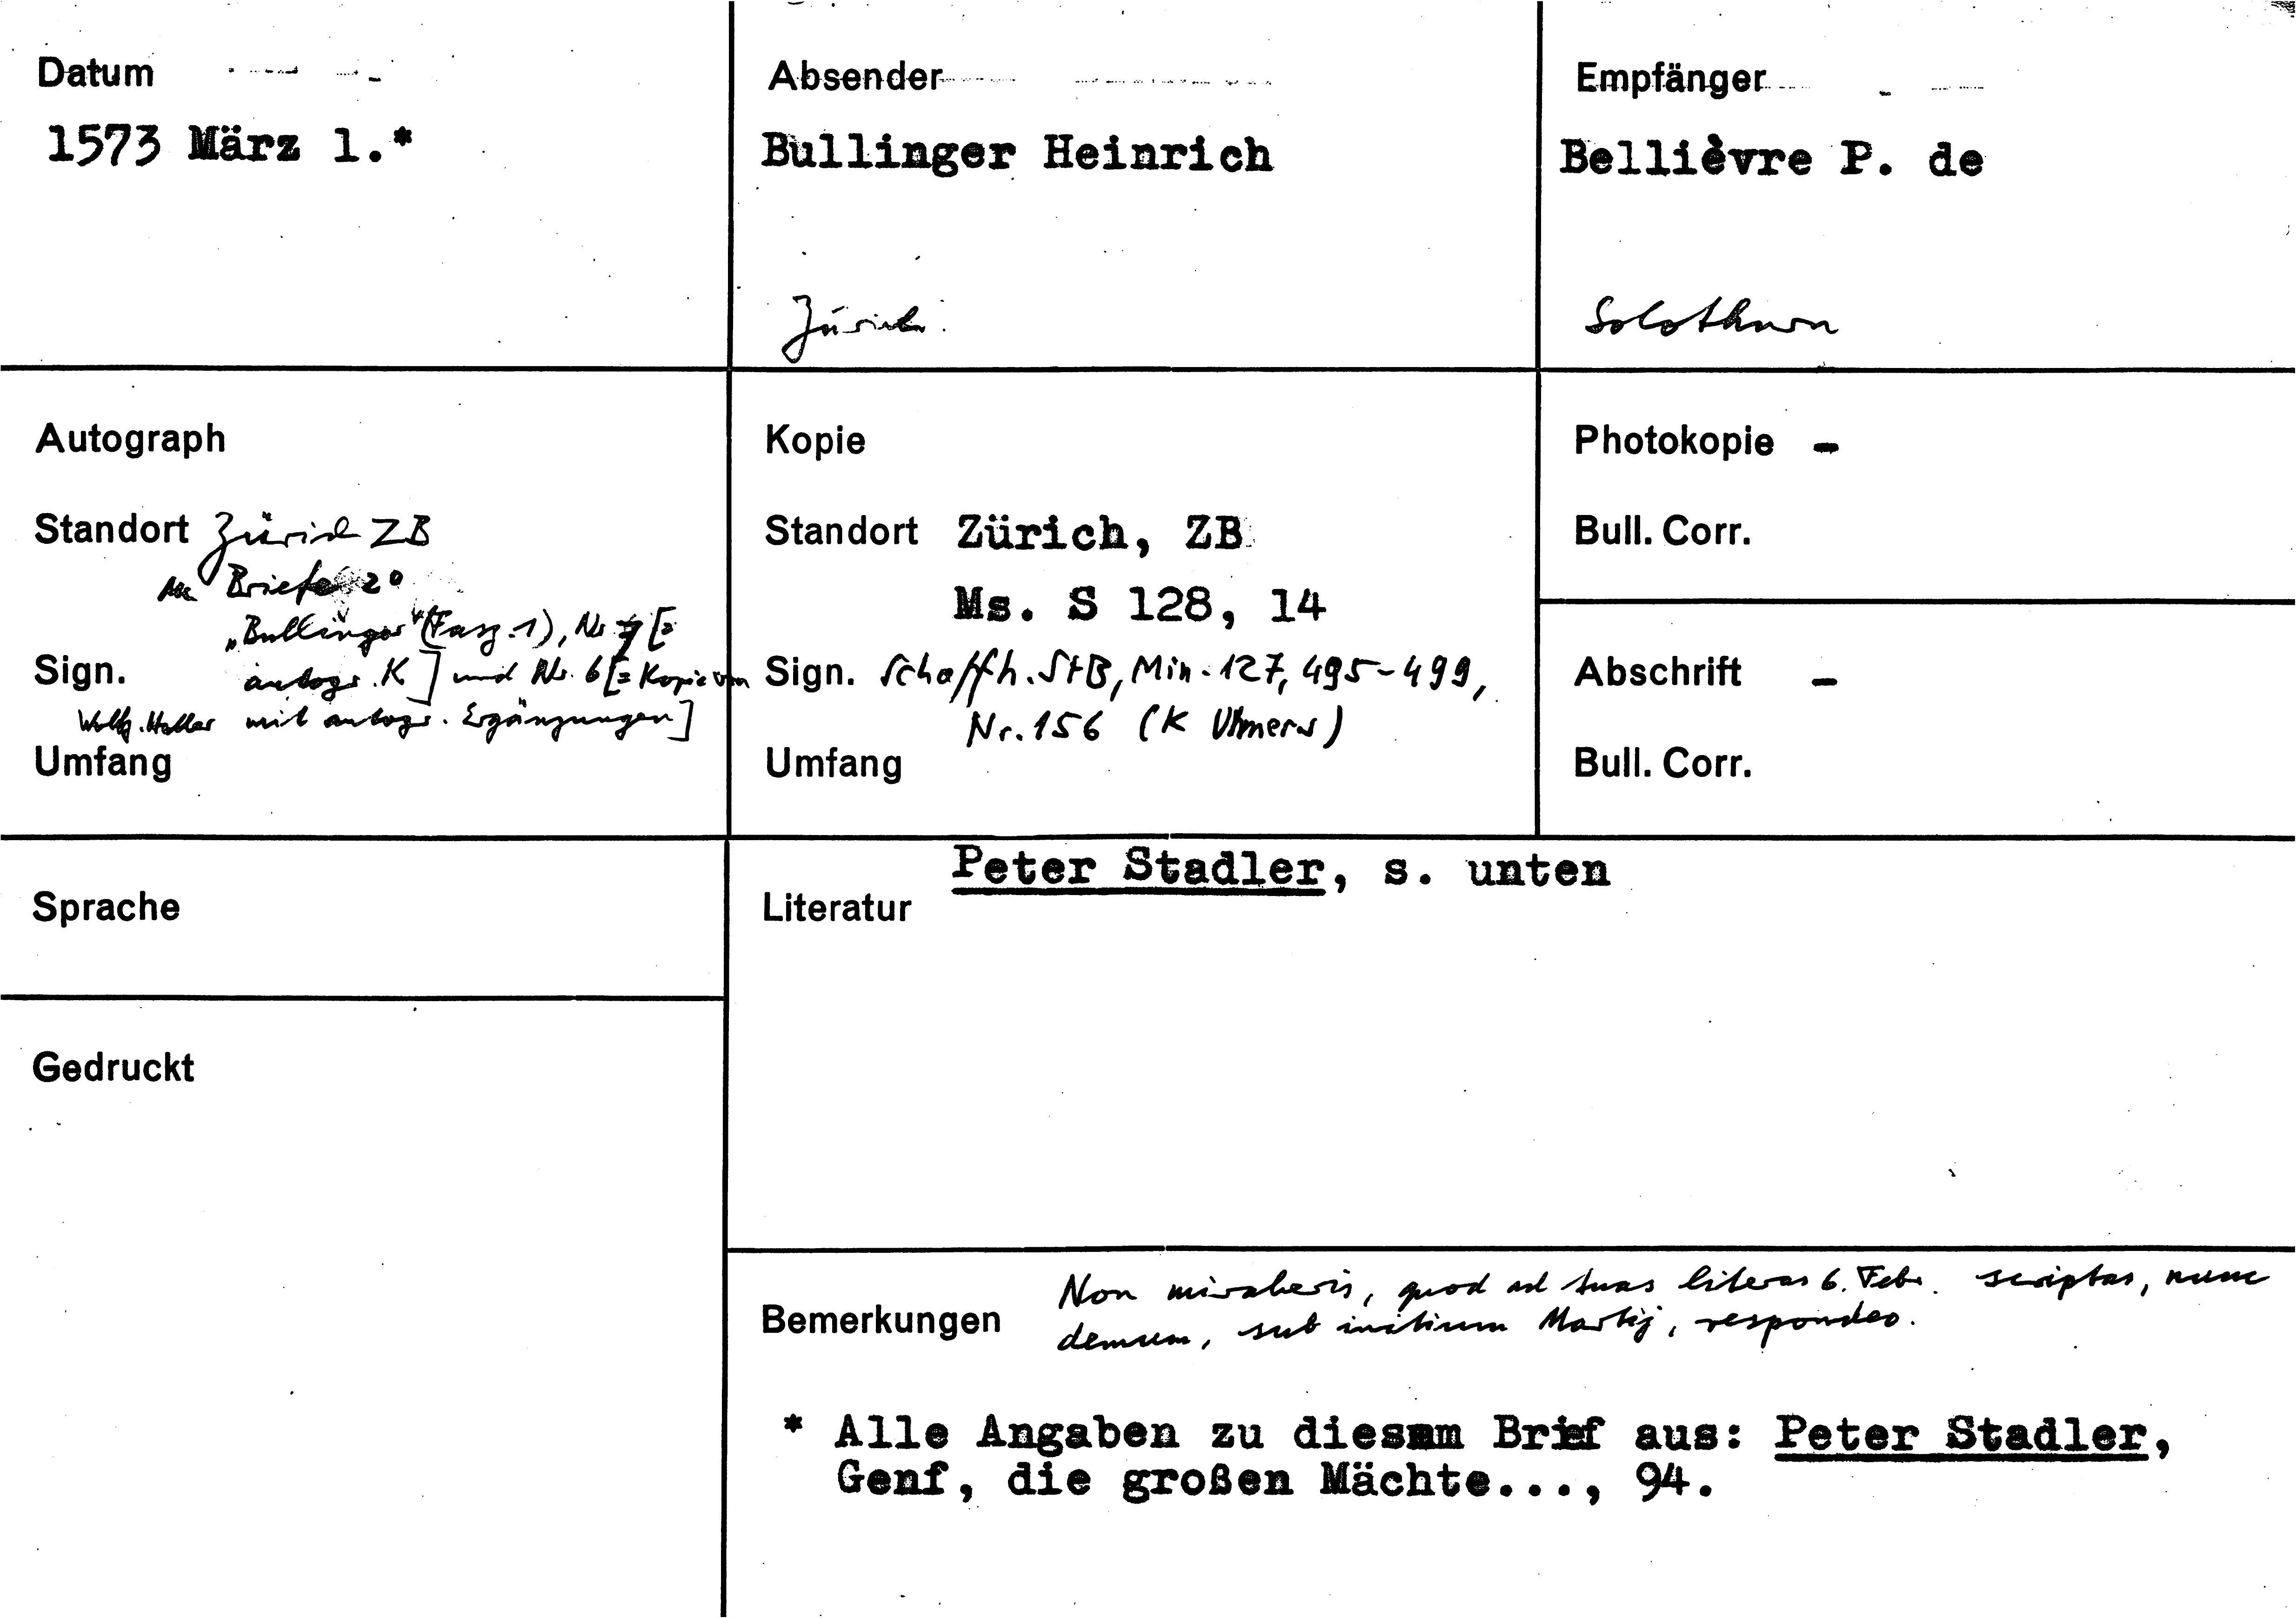 Datum
1573 März 1.*
Absender
Bullinger Heinrich
Zürich.
Empfänger
Bellièvre P. de
Solothurn
Autograph
Standort Zürich ZB
Briefe 2°
„Bullinger" (Fasz. 1), Nr. 7 [=
autogr. K] und Nr. 6 [= Kopie von
Wolfg. Haller mit autogr. Ergänzungen]
Sign.
Umfang
Kopie
Standort Zürich, ZB
Ms. S 128, 14
Sign. Schaffh. StB, Min. 127, 495-499,
Nr. 156 (K Ulmers)
Umfang
Photokopie -
Bull. Corr.
Abschrift -
Bull. Corr.
Sprache
Gedruckt
Peter Stadler, s. unten
Literatur
Bemerkungen
Non miraberis, quod ad tuas literas 6. Febr. scriptas, nunc
demum, sub initium Martij, respondeo.
* Alle Angaben zu diesem Brief aus: Peter Stadler,
Genf, die großen Mächte..., 94.